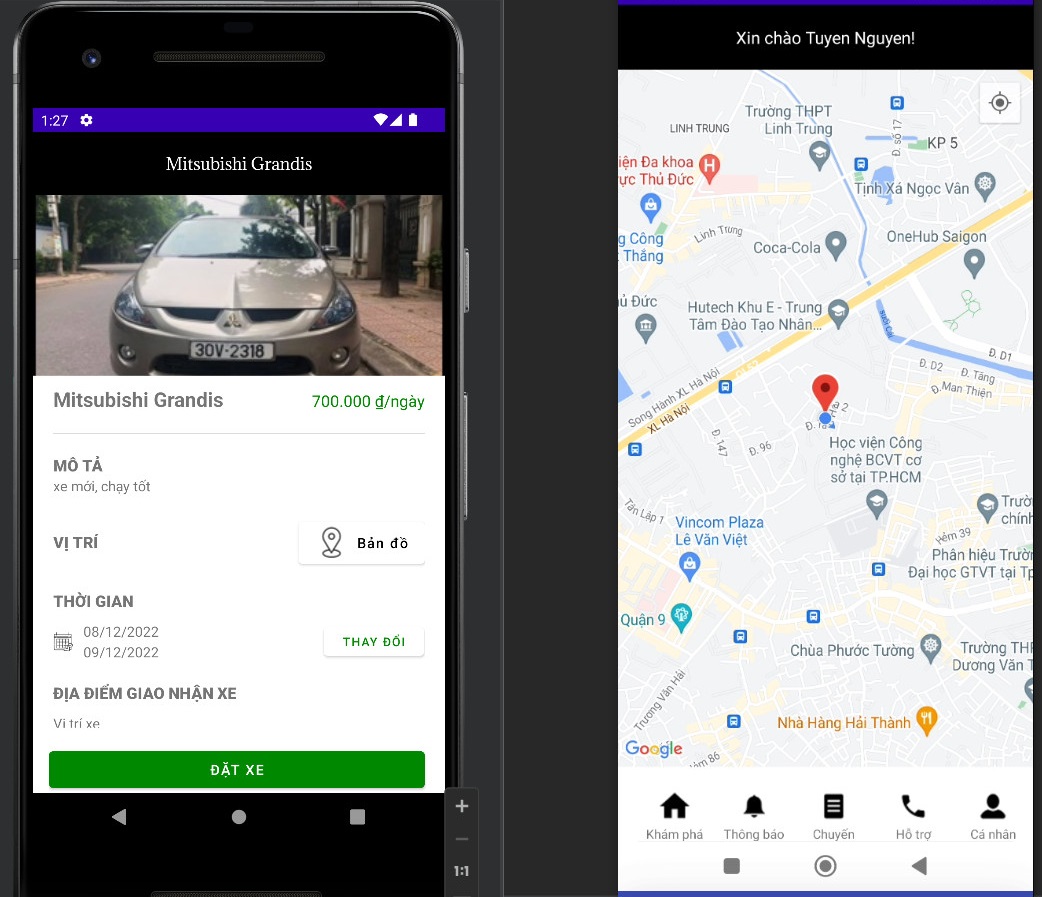 1:27
Mitsubishi Grandis
30V-2318
Mitsubishi Grandis
700.000 ₫/ngày
MÔ TẢ
xe mới, chạy tốt
VỊ TRÍ
Bản đồ
THỜI GIAN
08/12/2022
09/12/2022
THAY ĐỔI
ĐỊA ĐIỂM GIAO NHẬN XE
Vị trí xe
ĐẶT XE
1:1
Xin chào Tuyen Nguyen!
Trường THPT
Linh Trung
LINH TRUNG
Đ. số 17
KP 5
iện Đa khoa
ực Thủ Đức
Tịnh Xá Ngọc Vân
Linh Trung
g Công
Thắng
Coca-Cola
OneHub Saigon
ủ Đức
Hutech Khu E - Trung
Tâm Đào Tạo Nhân...
suối Cái
Đ. D1
Đ. D2
Đ. Tăng
Đ. Man Thiện
Song Hành XL Hà Nội
XL Hà Nội
Đ. 147
Đ. 96
Học viện Công
nghệ BCVT cơ
sở tại TP.HCM
Tân Lập 1
Vincom Plaza
Lê Văn Việt
Trườ
chính
Hẻm 39
Phân hiệu Trườn
Đại học GTVT tại Tp
Quận 9
Chùa Phước Tường
Trường TH
Dương Văn T
Trương Văn Hải
Nhà Hàng Hải Thành
Google
Hẻm 86
Khám phá
Thông báo
Chuyến
Hỗ trợ
Cá nhân